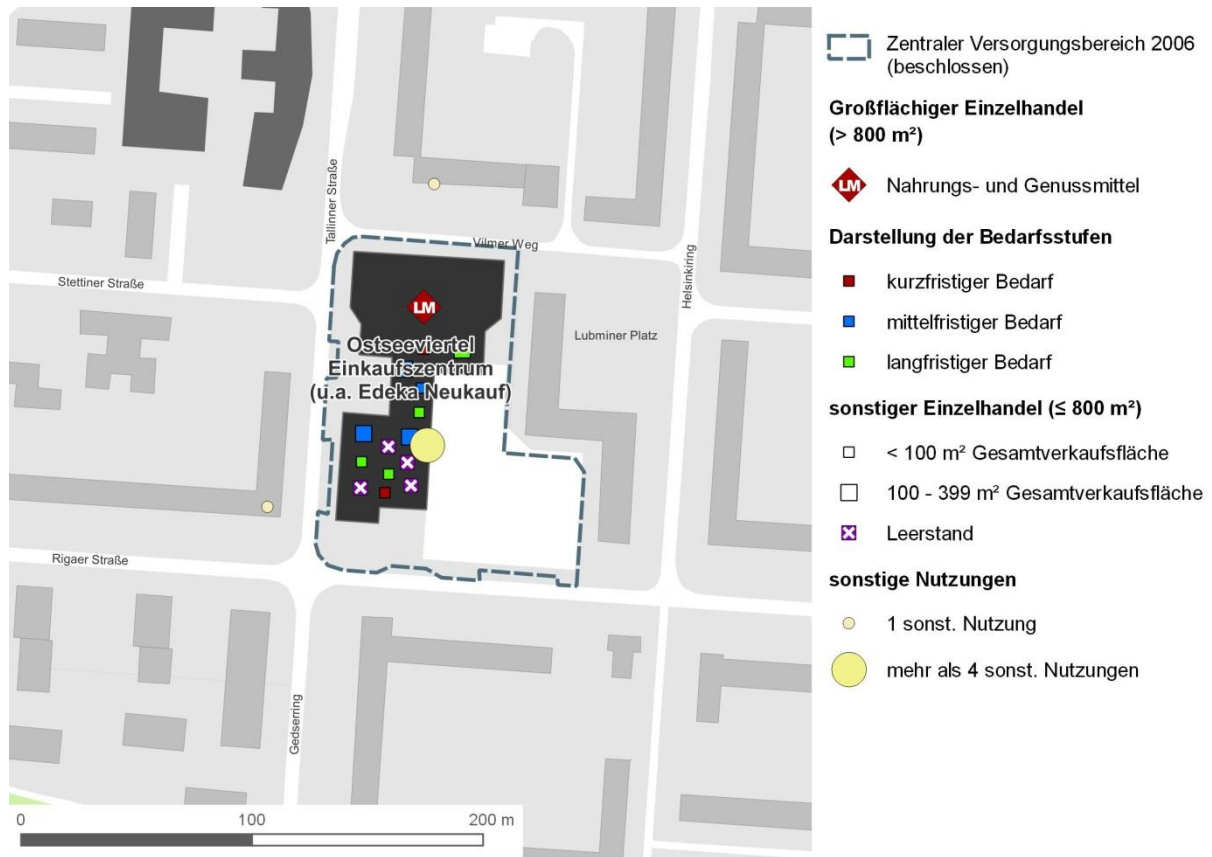 Tallinner Straße
Vilmer Weg
Stettiner Straße
Helsinkiring
LM
Lubminer Platz
Ostseeviertel
Einkaufszentrum
(u.a. Edeka Neukauf)
Rigaer Straße
Gedserring
0 100 200 m
Zentraler Versorgungsbereich 2006
(beschlossen)
Großflächiger Einzelhandel
(> 800 m²)
LM Nahrungs- und Genussmittel
Darstellung der Bedarfsstufen
kurzfristiger Bedarf
mittelfristiger Bedarf
langfristiger Bedarf
sonstiger Einzelhandel (≤ 800 m²)
< 100 m² Gesamtverkaufsfläche
100 - 399 m² Gesamtverkaufsfläche
Leerstand
sonstige Nutzungen
1 sonst. Nutzung
mehr als 4 sonst. Nutzungen